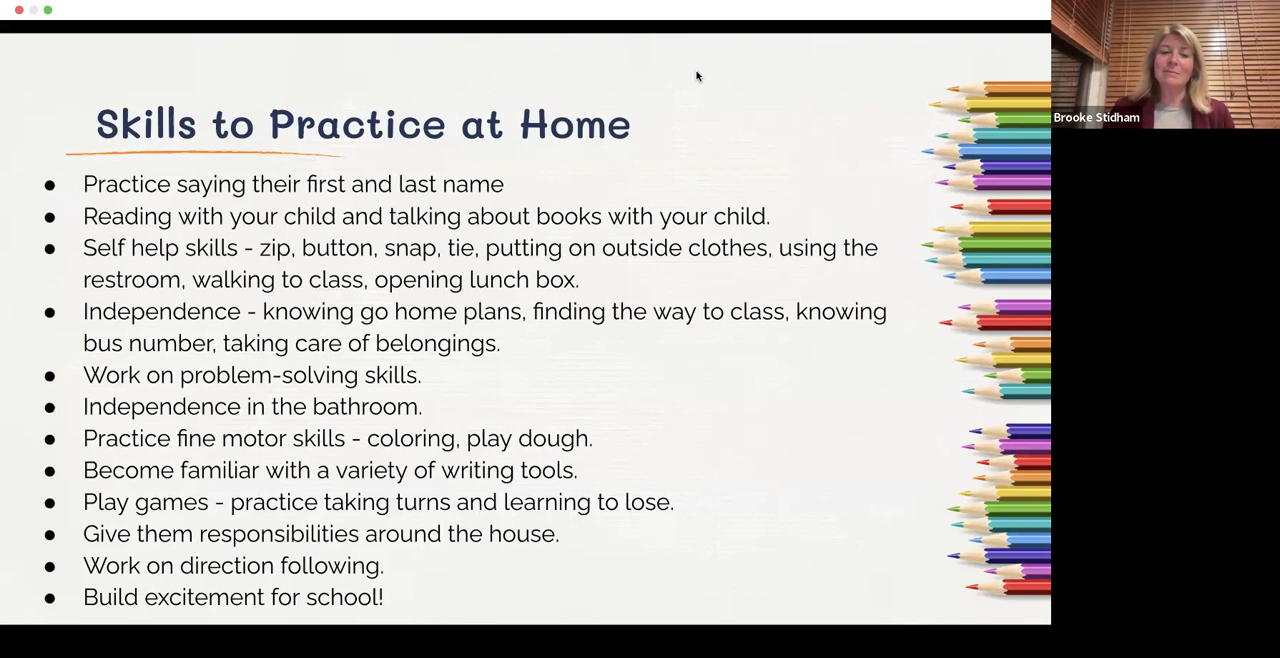 Skills to Practice at Home
Brooke Stidham
● Practice saying their first and last name
● Reading with your child and talking about books with your child.
● Self help skills - zip, button, snap, tie, putting on outside clothes, using the
restroom, walking to class, opening lunch box.
● Independence - knowing go home plans, finding the way to class, knowing
bus number, taking care of belongings.
● Work on problem-solving skills.
● Independence in the bathroom.
● Practice fine motor skills - coloring, play dough.
● Become familiar with a variety of writing tools.
● Play games - practice taking turns and learning to lose.
● Give them responsibilities around the house.
● Work on direction following.
● Build excitement for school!